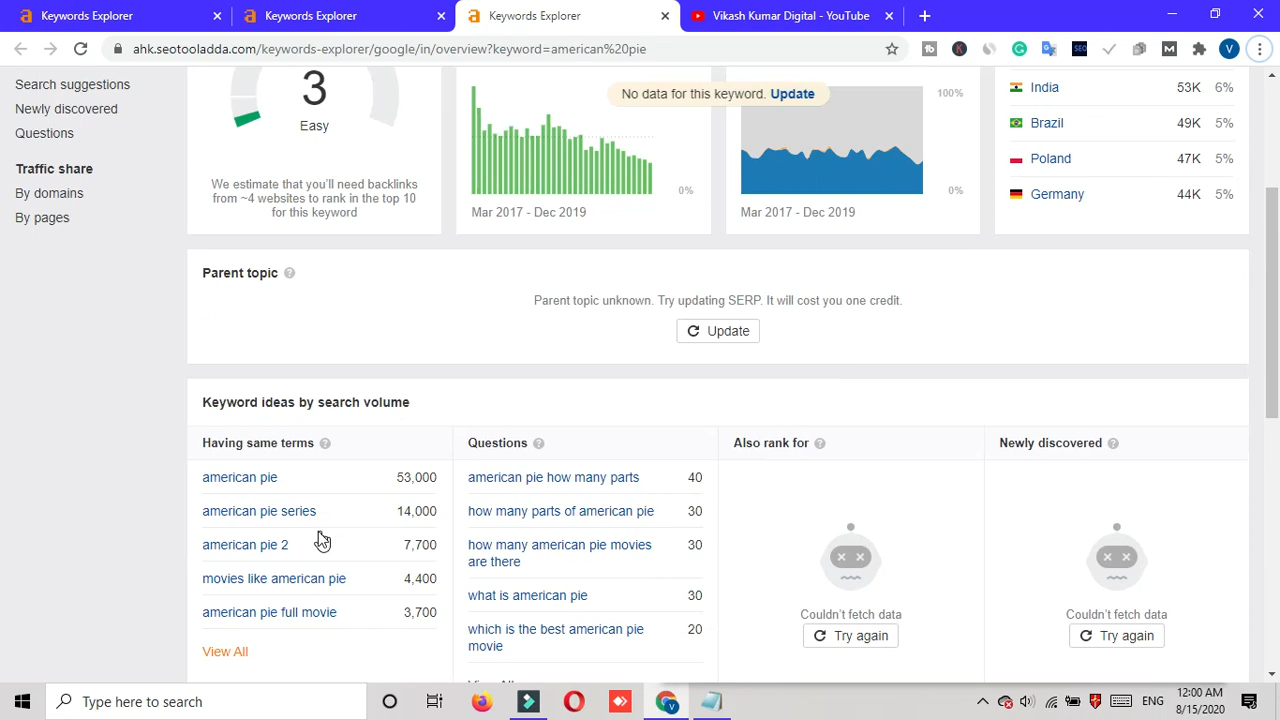 Keywords Explorer
Keywords Explorer
Keywords Explorer
Vikash Kumar Digital - YouTube
ahk.seotooladda.com/keywords-explorer/google/in/overview?keyword=american%20pie
SEO
M
V
Search suggestions
Newly discovered
Questions
Traffic share
By domains
By pages
3
Easy
We estimate that you'll need backlinks
from ~4 websites to rank in the top 10
for this keyword
0%
Mar 2017 - Dec 2019
No data for this keyword. Update
100%
0%
Mar 2017 - Dec 2019
India 53K 6%
Brazil 49K 5%
Poland 47K 5%
Germany 44K 5%
Parent topic
Parent topic unknown. Try updating SERP. It will cost you one credit.
Update
Keyword ideas by search volume
Having same terms
american pie 53,000
american pie series 14,000
american pie 2 7,700
movies like american pie 4,400
american pie full movie 3,700
View All
Questions
american pie how many parts 40
how many parts of american pie 30
how many american pie movies 30
are there
what is american pie 30
which is the best american pie 20
movie
Also rank for
Couldn't fetch data
Try again
Newly discovered
Couldn't fetch data
Try again
Type here to search
ENG
12:00 AM
8/15/2020